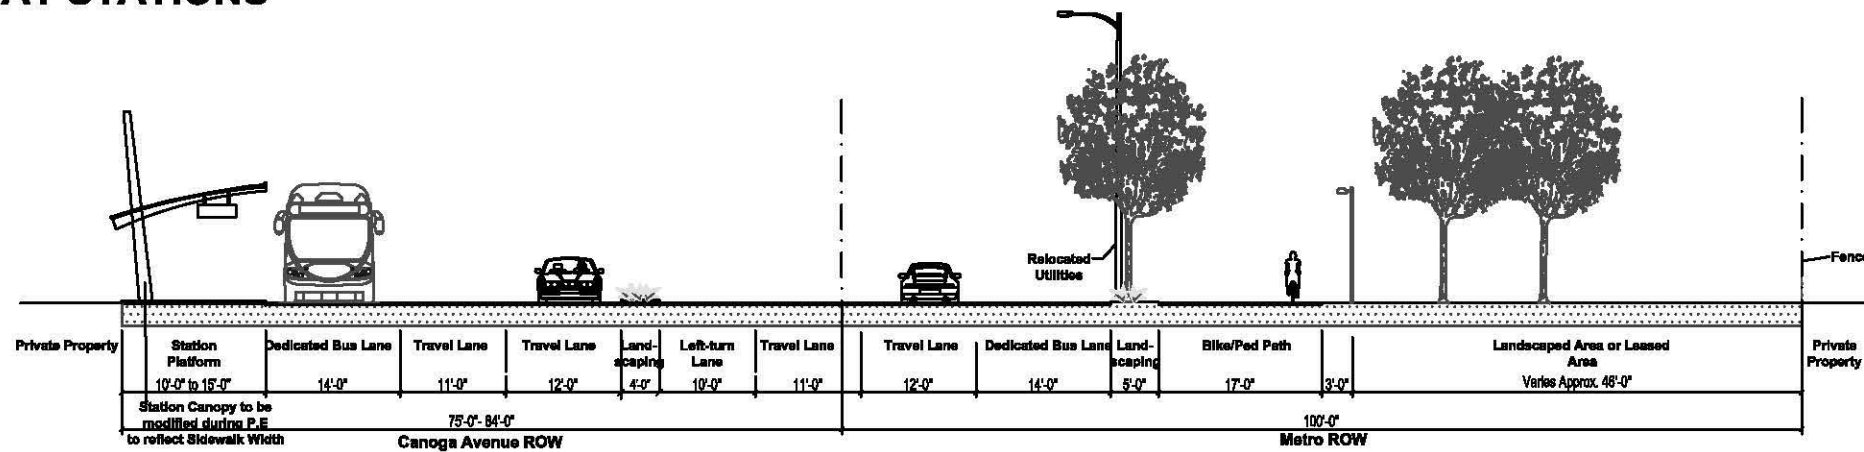 AT STATIONS
Relocated
Utilities
Fence
Private Property
Station
Platform
10'-0" to 15'-0"
Dedicated Bus Lane
14'-0"
Travel Lane
11'-0"
Travel Lane
12'-0"
Land-
scaping
4'-0"
Left-turn
Lane
10'-0"
Travel Lane
11'-0"
Travel Lane
12'-0"
Dedicated Bus Lane
14'-0"
Land-
scaping
5'-0"
Bike/Ped Path
17'-0"
3'-0"
Landscaped Area or Leased
Area
Varies Approx. 46'-0"
Private
Property
Station Canopy to be
modified during P.E
to reflect Sidewalk Width
75'-0"- 84'-0"
Canoga Avenue ROW
100'-0"
Metro ROW